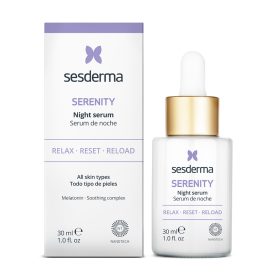 sesderma
SERENITY
Night serum
Serum de noche
RELAX · RESET · RELOAD
All skin types
Todo tipo de pieles
Melatonin · Soothing complex
30 ml ℮
1.0 fl. oz.
NANOTECH
sesderma
SERENITY
Night serum
Serum de noche
RELAX · RESET · RELOAD
30 ml ℮
1.0 fl. oz.
NANOTECH